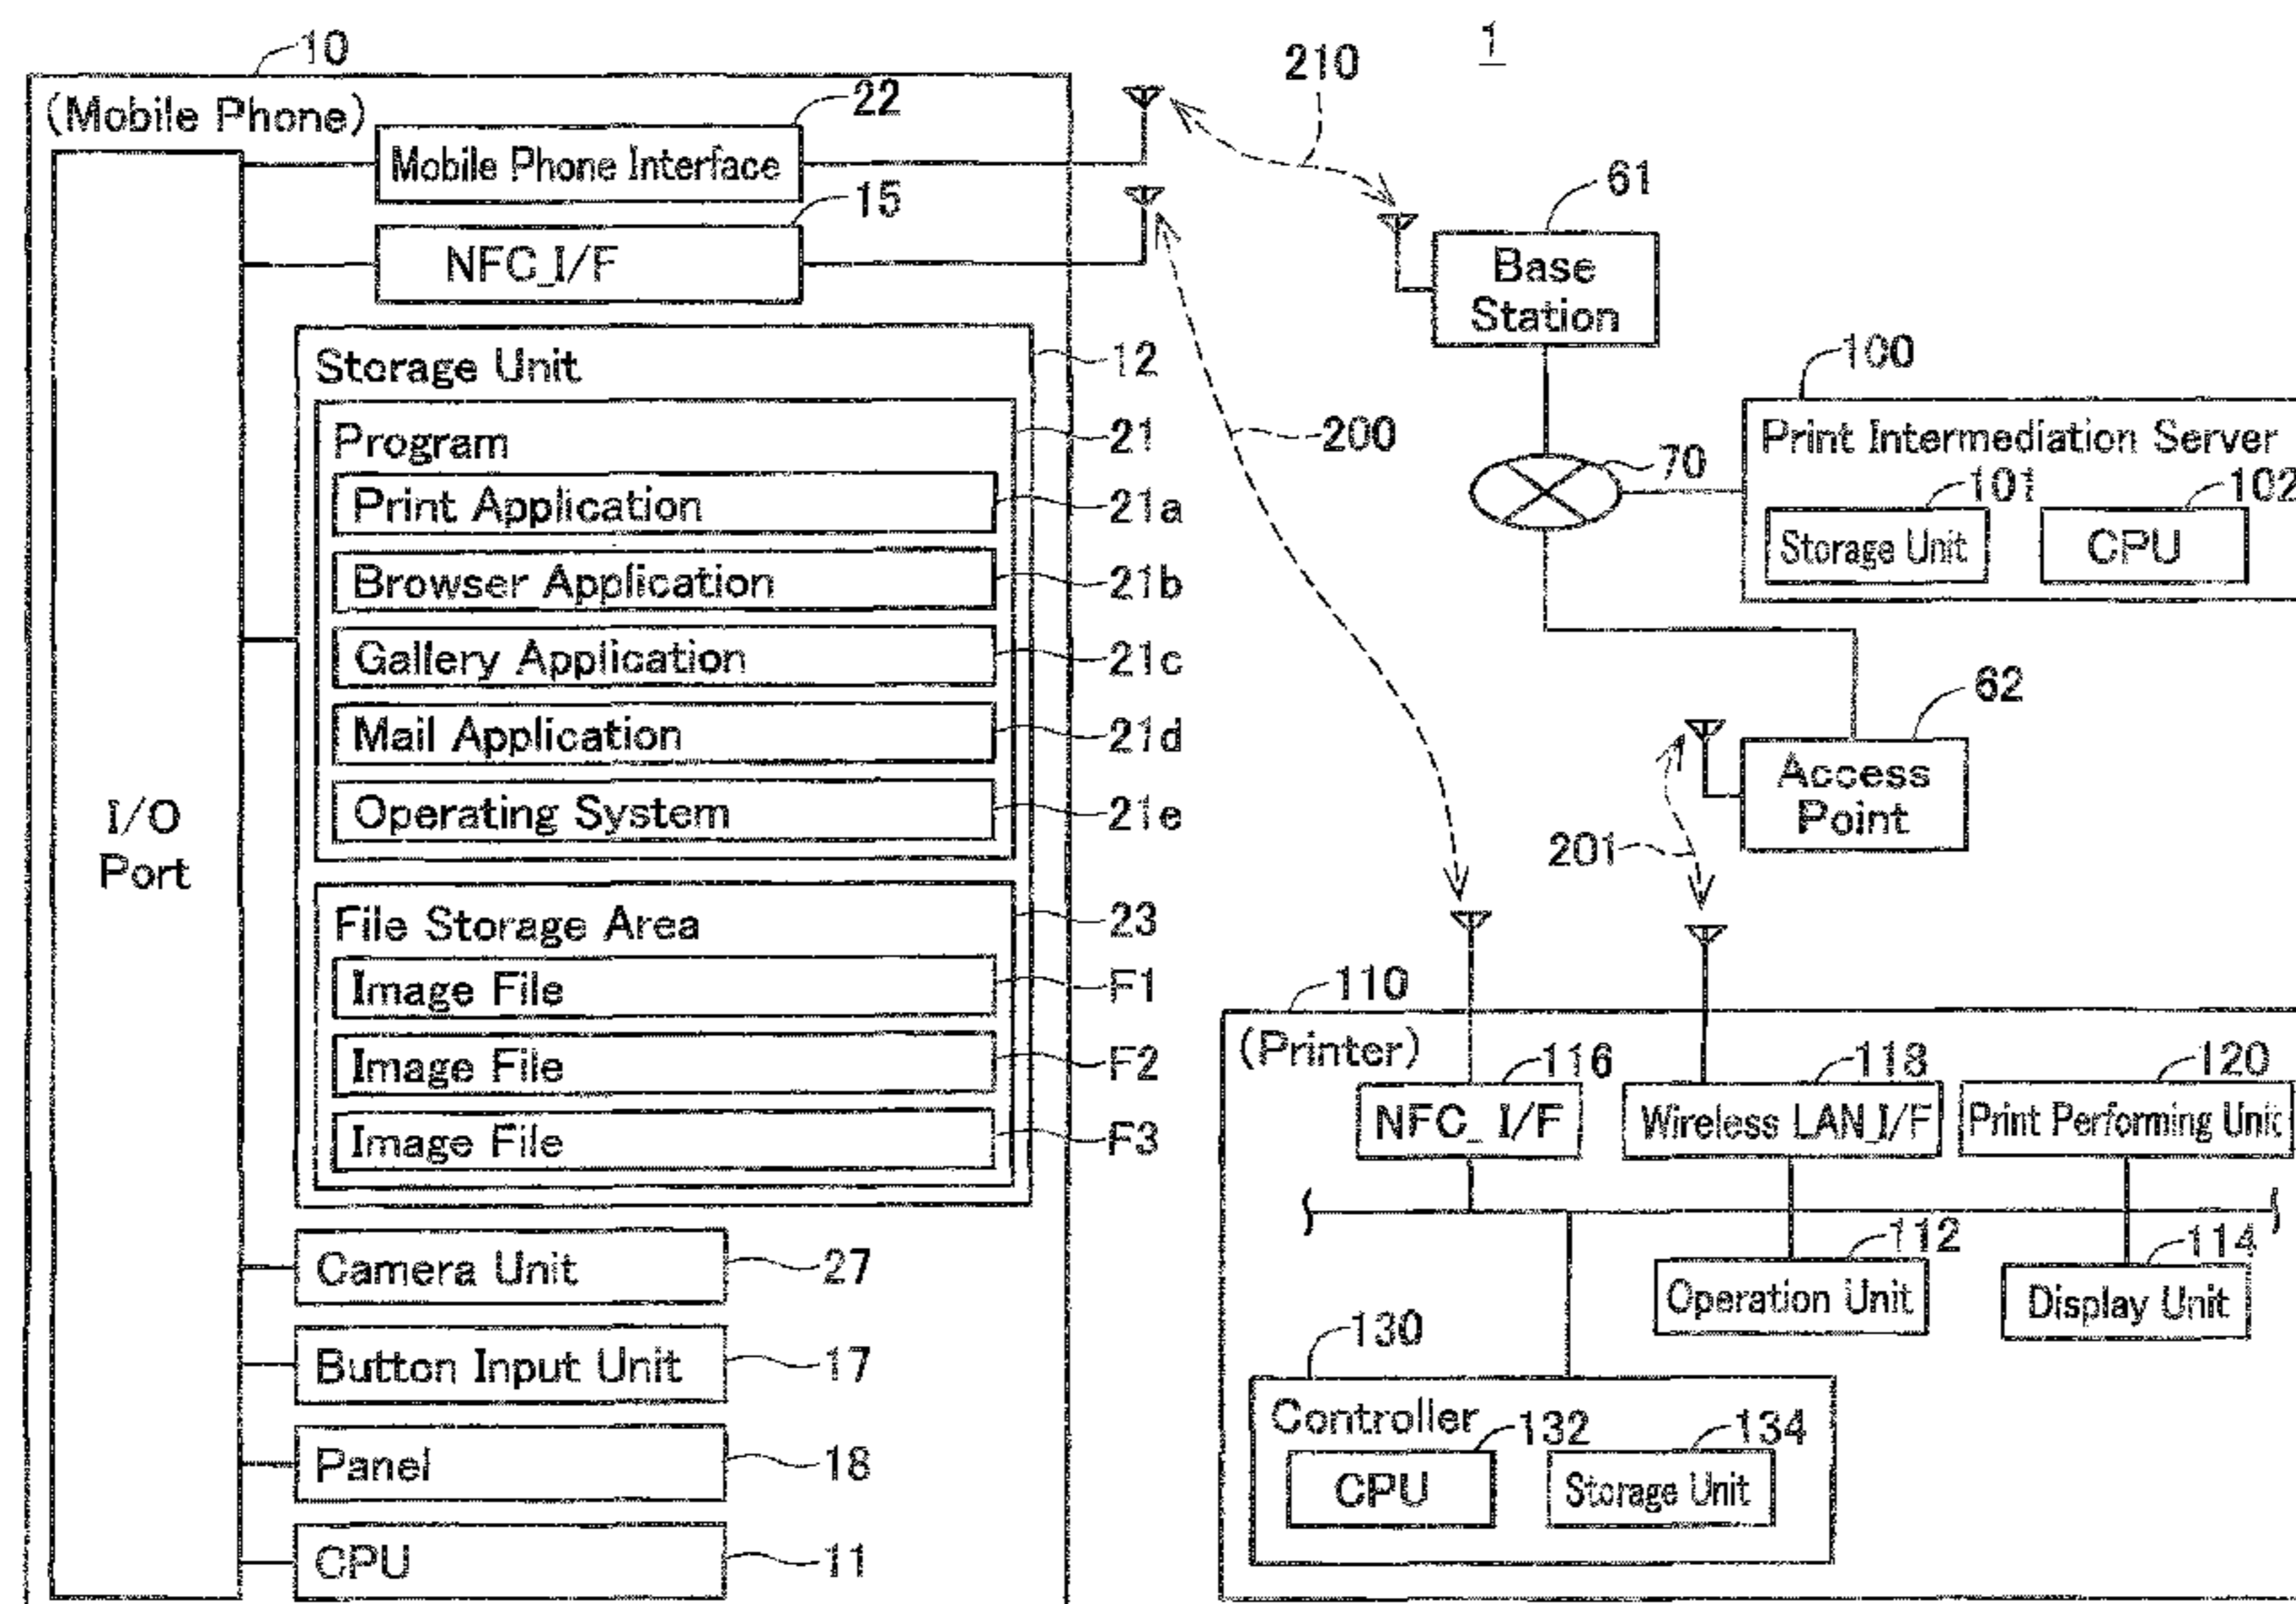 1
10
(Mobile Phone)
22
Mobile Phone Interface
15
NFC_I/F
I/O
Port
Storage Unit
12
Program
21
Print Application
21a
Browser Application
21b
Gallery Application
21c
Mail Application
21d
Operating System
21e
File Storage Area
23
Image File
F1
Image File
F2
Image File
F3
Camera Unit
27
Button Input Unit
17
Panel
18
CPU
11
210
200
61
Base
Station
70
100
Print Intermediation Server
101
Storage Unit
102
CPU
62
Access
Point
201
110
(Printer)
116
NFC_ I/F
118
Wireless LAN_I/F
120
Print Performing Unit
112
Operation Unit
114
Display Unit
130
Controller
132
CPU
134
Storage Unit